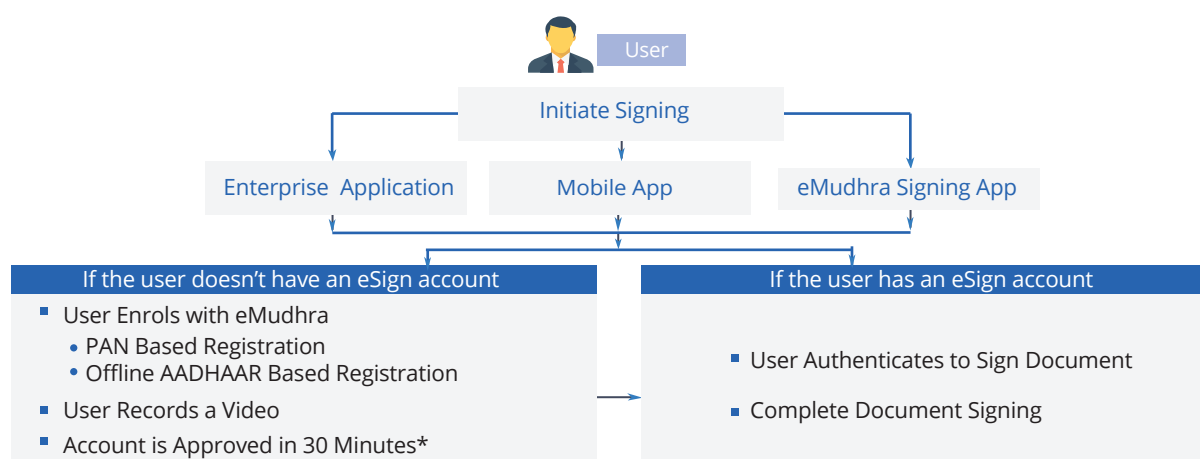 User
Initiate Signing
Enterprise Application
Mobile App
eMudhra Signing App
If the user doesn’t have an eSign account
User Enrols with eMudhra
PAN Based Registration
Offline AADHAAR Based Registration
User Records a Video
Account is Approved in 30 Minutes*
If the user has an eSign account
User Authenticates to Sign Document
Complete Document Signing